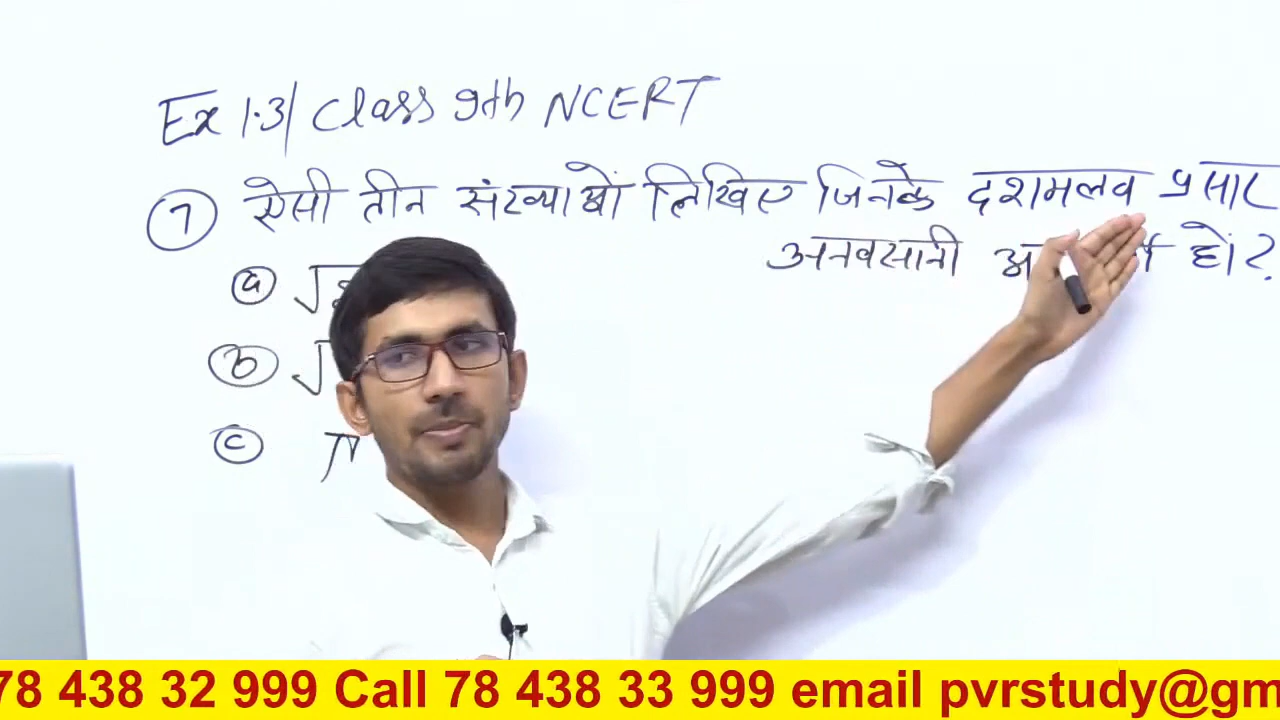 Ex 1.3/ Class 9th NCERT
7 ऐसी तीन संख्याओं लिखिए जिनके दशमलव प्रसार
अनवसानी हों?
a √
b √
c π
78 438 32 999 Call 78 438 33 999 email pvrstudy@gm